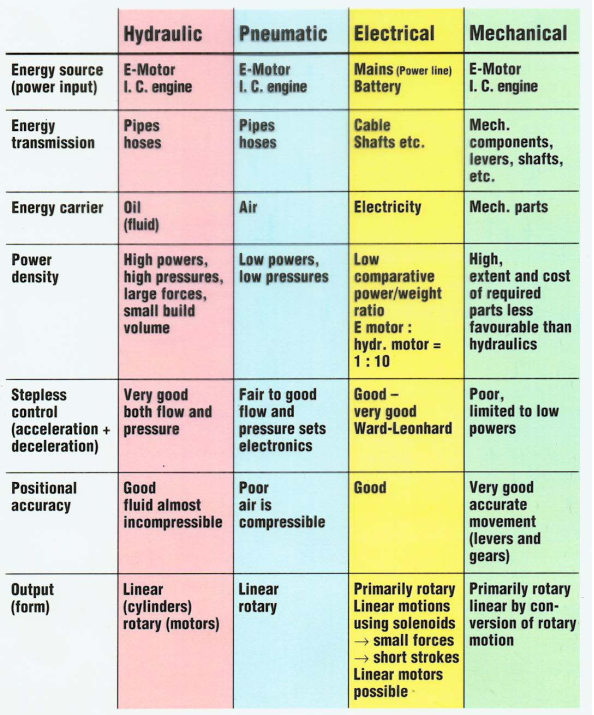 Hydraulic Pneumatic Electrical Mechanical
Energy source
(power input)
E-Motor
I. C. engine
E-Motor
I. C. engine
Mains (Power line)
Battery
E-Motor
I. C. engine
Energy
transmission
Pipes
hoses
Pipes
hoses
Cable
Shafts etc.
Mech.
components,
levers, shafts,
etc.
Energy carrier
Oil
(fluid)
Air
Electricity
Mech. parts
Power
density
High powers,
high pressures,
large forces,
small build
volume
Low powers,
low pressures
Low
comparative
power/weight
ratio
E motor :
hydr. motor =
1 : 10
High,
extent and cost
of required
parts less
favourable than
hydraulics
Stepless
control
(acceleration +
deceleration)
Very good
both flow and
pressure
Fair to good
flow and
pressure sets
electronics
Good –
very good
Ward-Leonhard
Poor,
limited to low
powers
Positional
accuracy
Good
fluid almost
incompressible
Poor
air is
compressible
Good
Very good
accurate
movement
(levers and
gears)
Output
(form)
Linear
(cylinders)
rotary (motors)
Linear
rotary
Primarily rotary
Linear motions
using solenoids
→ small forces
→ short strokes
Linear motors
possible
Primarily rotary
linear by con-
version of rotary
motion